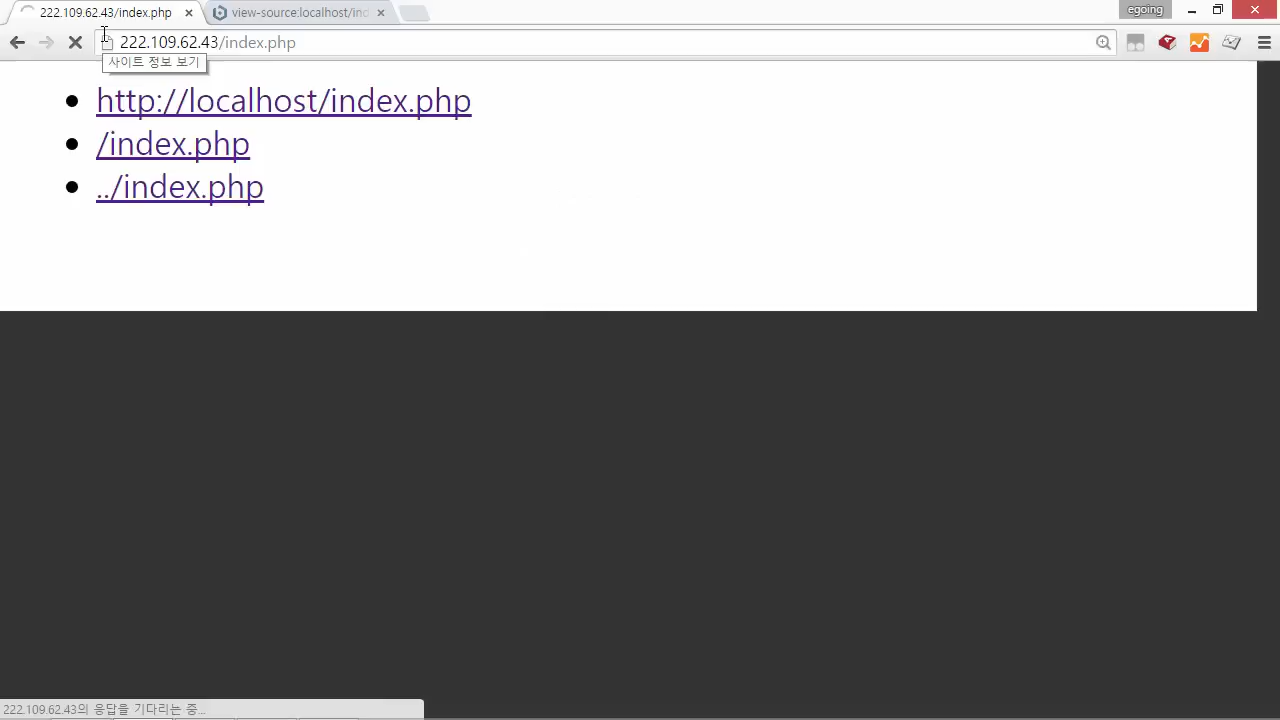 222.109.62.43/index.php
view-source:localhost/ind
egoing
222.109.62.43/index.php
사이트 정보 보기
http://localhost/index.php
/index.php
../index.php
222.109.62.43의 응답을 기다리는 중...